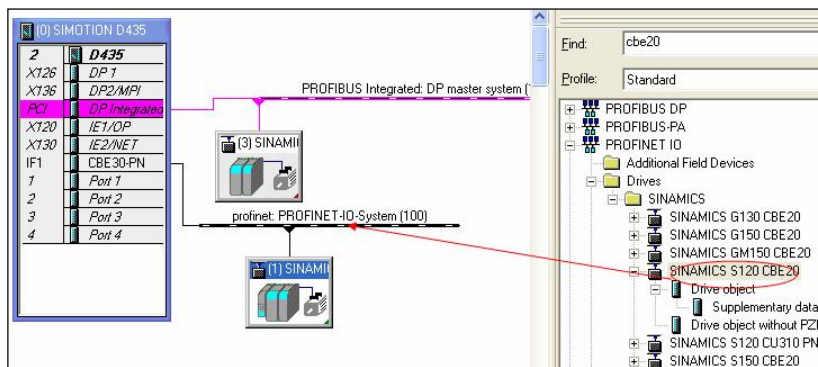 (0) SIMOTION D435
2 D435
X126 DP 1
X136 DP2/MPI
PCI DP Integrated
X120 IE1/OP
X130 IE2/NET
IF1 CBE30-PN
1 Port 1
2 Port 2
3 Port 3
4 Port 4
PROFIBUS Integrated: DP master system (
(3) SINAMI
profinet: PROFINET-IO-System (100)
(1) SINAMI
Find: cbe20
Profile: Standard
PROFIBUS DP
PROFIBUS-PA
PROFINET IO
Additional Field Devices
Drives
SINAMICS
SINAMICS G130 CBE20
SINAMICS G150 CBE20
SINAMICS GM150 CBE20
SINAMICS S120 CBE20
Drive object
Supplementary data
Drive object without PZ
SINAMICS S120 CU310 PN
SINAMICS S150 CBE20